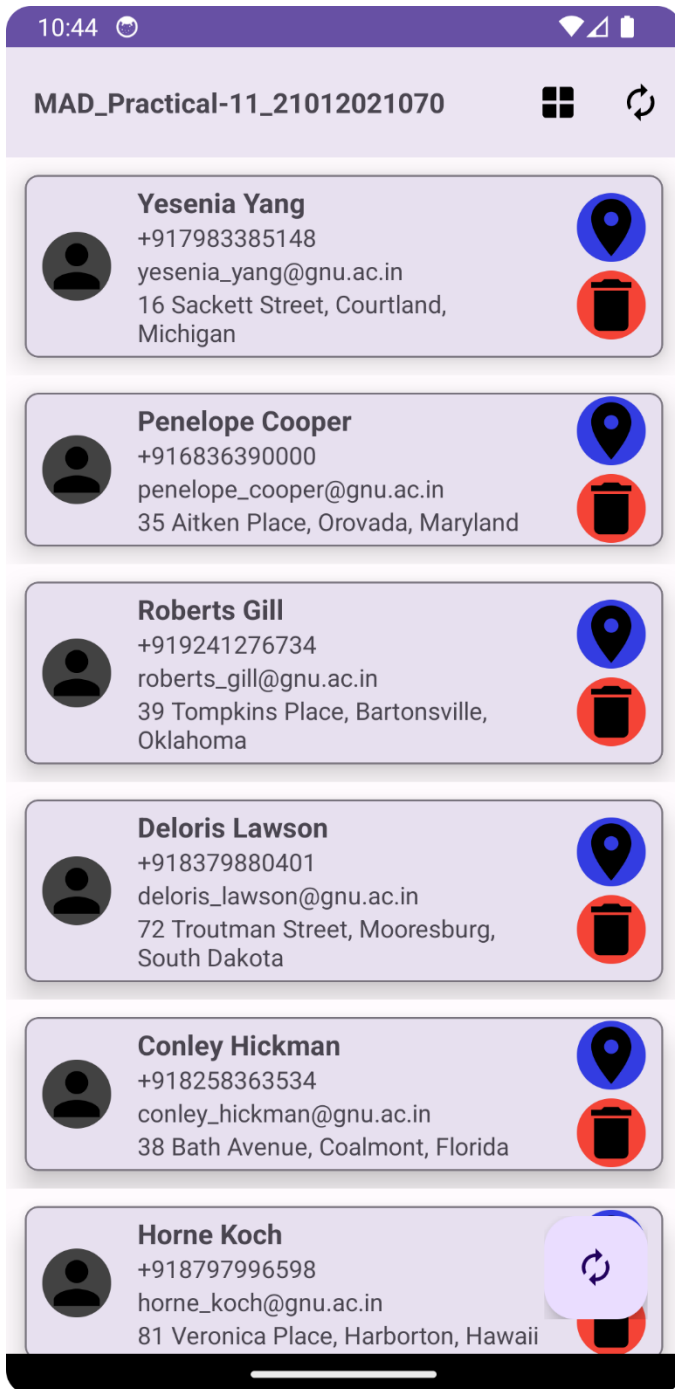 10:44
MAD_Practical-11_21012021070
Yesenia Yang
+917983385148
yesenia_yang@gnu.ac.in
16 Sackett Street, Courtland,
Michigan
Penelope Cooper
+916836390000
penelope_cooper@gnu.ac.in
35 Aitken Place, Orovada, Maryland
Roberts Gill
+919241276734
roberts_gill@gnu.ac.in
39 Tompkins Place, Bartonsville,
Oklahoma
Deloris Lawson
+918379880401
deloris_lawson@gnu.ac.in
72 Troutman Street, Mooresburg,
South Dakota
Conley Hickman
+918258363534
conley_hickman@gnu.ac.in
38 Bath Avenue, Coalmont, Florida
Horne Koch
+918797996598
horne_koch@gnu.ac.in
81 Veronica Place, Harborton, Hawaii